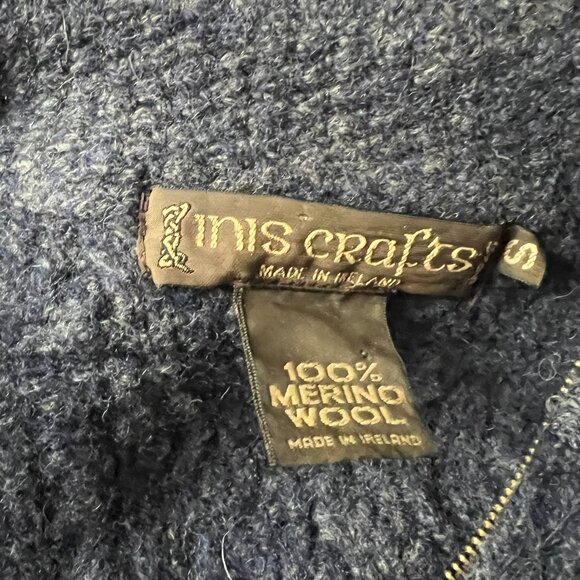 INIS CRAFTS S
MADE IN IRELAND
100%
MERINO
WOOL
MADE IN IRELAND